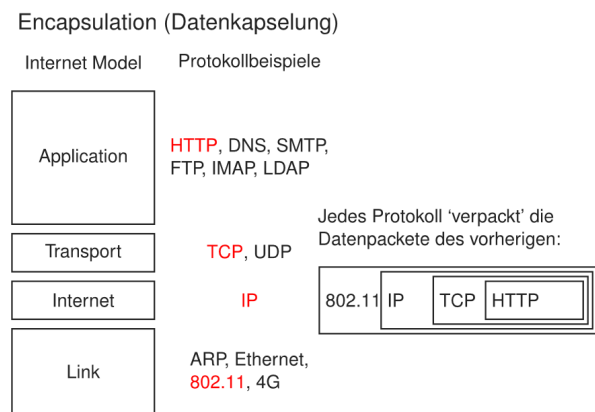 Encapsulation (Datenkapselung)
Internet Model
Protokollbeispiele
Application
HTTP, DNS, SMTP,
FTP, IMAP, LDAP
Transport
TCP, UDP
Internet
IP
Link
ARP, Ethernet,
802.11, 4G
Jedes Protokoll ‘verpackt’ die
Datenpackete des vorherigen:
802.11 IP TCP HTTP